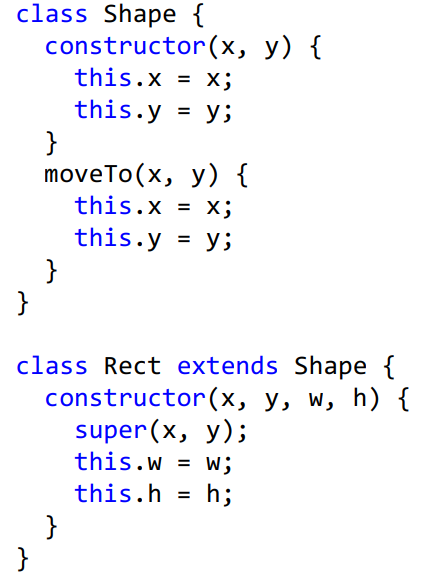 class Shape {
  constructor(x, y) {
    this.x = x;
    this.y = y;
  }
  moveTo(x, y) {
    this.x = x;
    this.y = y;
  }
}

class Rect extends Shape {
  constructor(x, y, w, h) {
    super(x, y);
    this.w = w;
    this.h = h;
  }
}